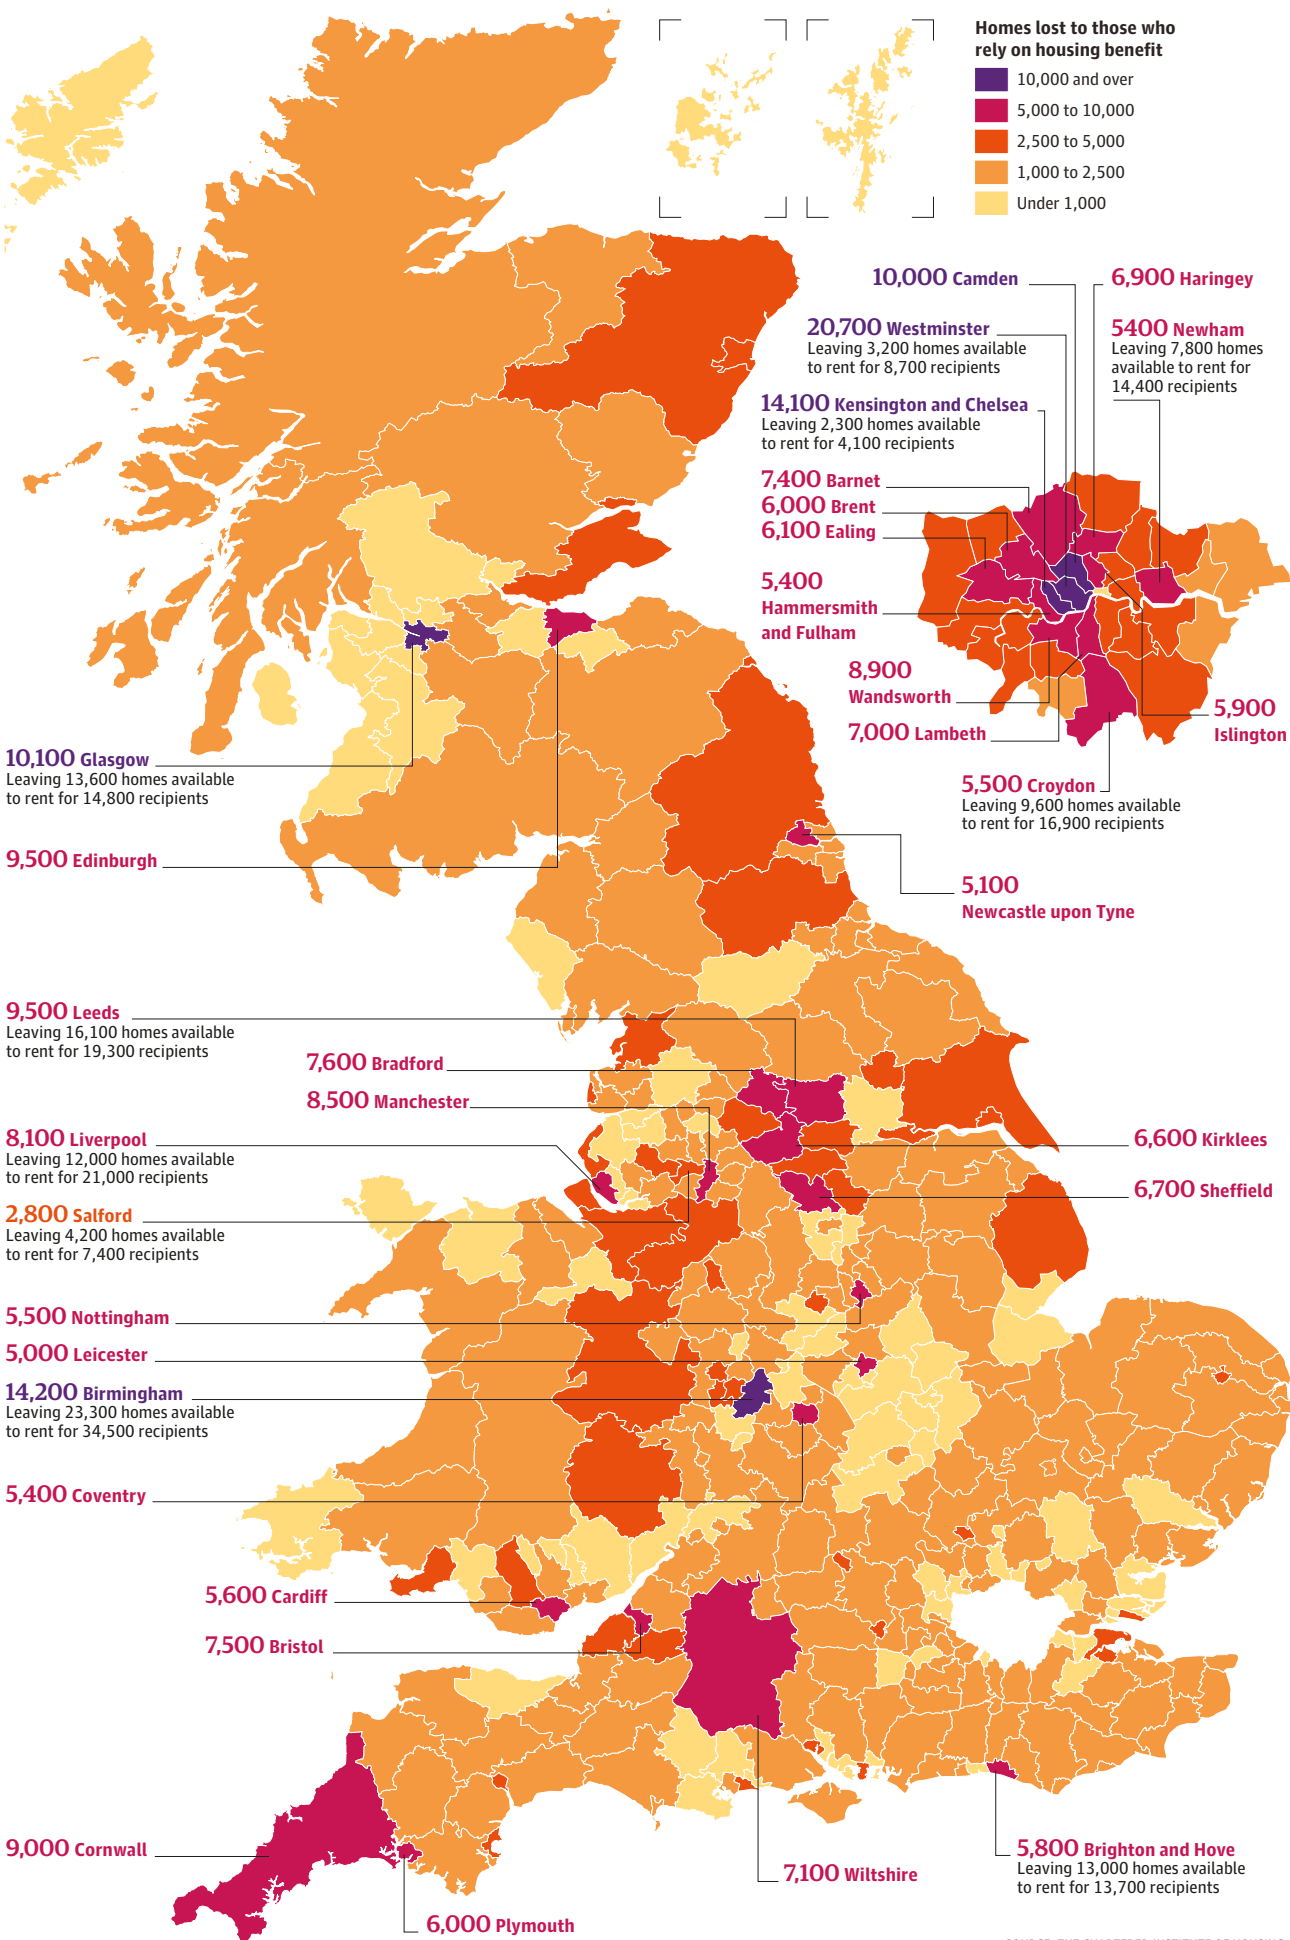 Homes lost to those who
rely on housing benefit
10,000 and over
5,000 to 10,000
2,500 to 5,000
1,000 to 2,500
Under 1,000
10,000 Camden
6,900 Haringey
20,700 Westminster
Leaving 3,200 homes available
to rent for 8,700 recipients
5400 Newham
Leaving 7,800 homes
available to rent for
14,400 recipients
14,100 Kensington and Chelsea
Leaving 2,300 homes available
to rent for 4,100 recipients
7,400 Barnet
6,000 Brent
6,100 Ealing
5,400
Hammersmith
and Fulham
8,900
Wandsworth
7,000 Lambeth
5,900
Islington
5,500 Croydon
Leaving 9,600 homes available
to rent for 16,900 recipients
10,100 Glasgow
Leaving 13,600 homes available
to rent for 14,800 recipients
9,500 Edinburgh
5,100
Newcastle upon Tyne
9,500 Leeds
Leaving 16,100 homes available
to rent for 19,300 recipients
7,600 Bradford
8,500 Manchester
8,100 Liverpool
Leaving 12,000 homes available
to rent for 21,000 recipients
6,600 Kirklees
6,700 Sheffield
2,800 Salford
Leaving 4,200 homes available
to rent for 7,400 recipients
5,500 Nottingham
5,000 Leicester
14,200 Birmingham
Leaving 23,300 homes available
to rent for 34,500 recipients
5,400 Coventry
5,600 Cardiff
7,500 Bristol
9,000 Cornwall
7,100 Wiltshire
5,800 Brighton and Hove
Leaving 13,000 homes available
to rent for 13,700 recipients
6,000 Plymouth